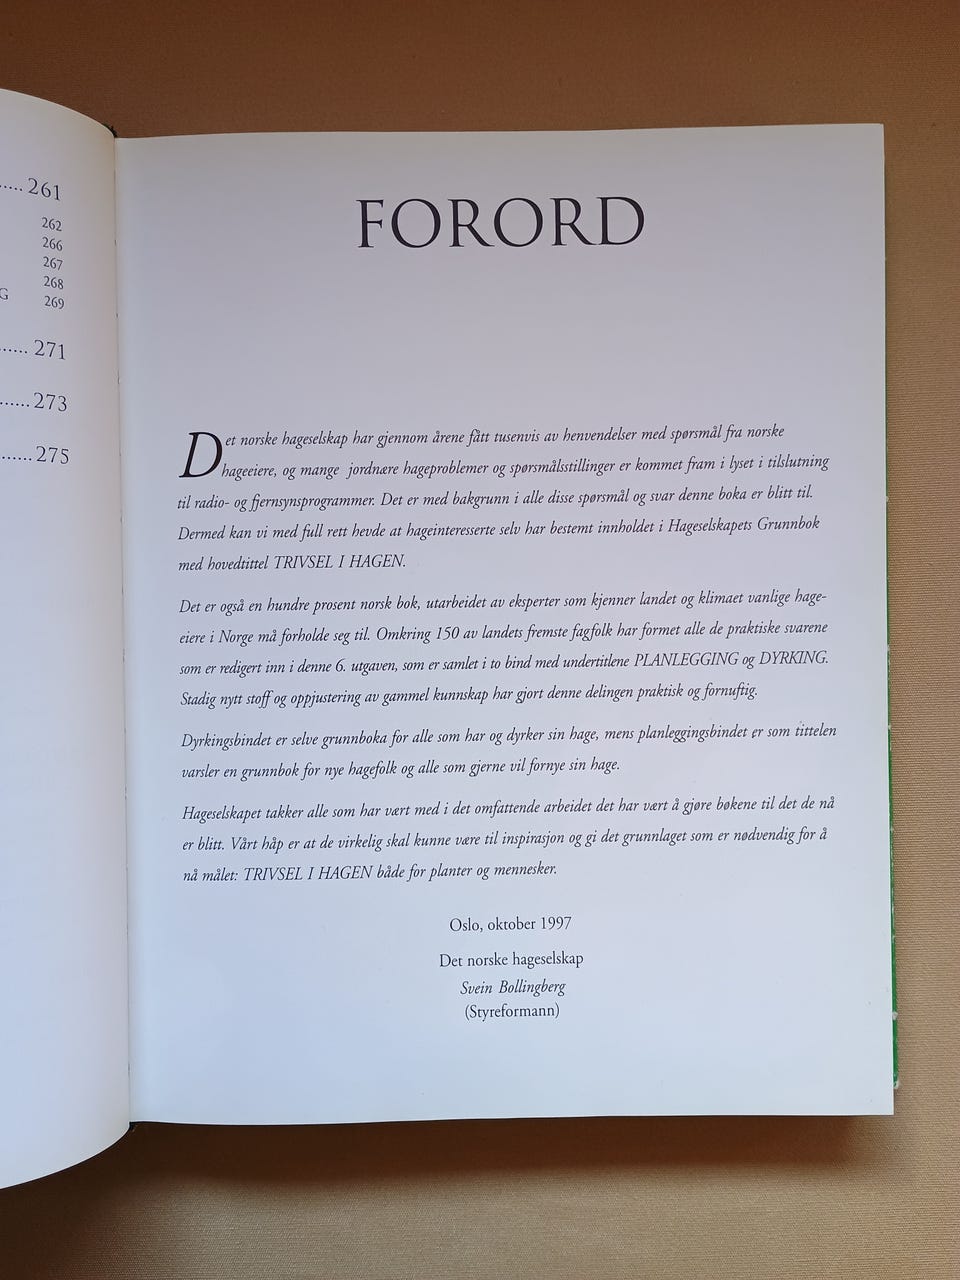 ..... 261
262
266
267
268
G 269
...... 271
...... 273
...... 275
FORORD
Det norske hageselskap har gjennom årene fått tusenvis av henvendelser med spørsmål fra norske
hageeiere, og mange jordnære hageproblemer og spørsmålsstillinger er kommet fram i lyset i tilslutning
til radio- og fjernsynsprogrammer. Det er med bakgrunn i alle disse spørsmål og svar denne boka er blitt til.
Dermed kan vi med full rett hevde at hageinteresserte selv har bestemt innholdet i Hageselskapets Grunnbok
med hovedtittel TRIVSEL I HAGEN.
Det er også en hundre prosent norsk bok, utarbeidet av eksperter som kjenner landet og klimaet vanlige hage-
eiere i Norge må forholde seg til. Omkring 150 av landets fremste fagfolk har formet alle de praktiske svarene
som er redigert inn i denne 6. utgaven, som er samlet i to bind med undertitlene PLANLEGGING og DYRKING.
Stadig nytt stoff og oppjustering av gammel kunnskap har gjort denne delingen praktisk og fornuftig.
Dyrkingsbindet er selve grunnboka for alle som har og dyrker sin hage, mens planleggingsbindet er som tittelen
varsler en grunnbok for nye hagefolk og alle som gjerne vil fornye sin hage.
Hageselskapet takker alle som har vært med i det omfattende arbeidet det har vært å gjøre bøkene til det de nå
er blitt. Vårt håp er at de virkelig skal kunne være til inspirasjon og gi det grunnlaget som er nødvendig for å
nå målet: TRIVSEL I HAGEN både for planter og mennesker.
Oslo, oktober 1997
Det norske hageselskap
Svein Bollingberg
(Styreformann)